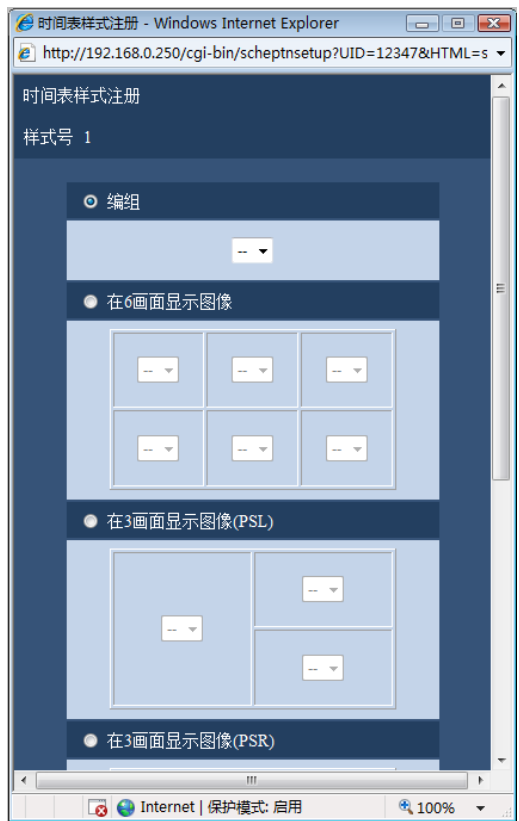 时间表样式注册 - Windows Internet Explorer
http://192.168.0.250/cgi-bin/scheptnsetup?UID=12347&HTML=s
时间表样式注册
样式号 1
编组
--
在6画面显示图像
-- -- --
-- -- --
在3画面显示图像(PSL)
--
--
--
在3画面显示图像(PSR)
Internet | 保护模式: 启用
100%